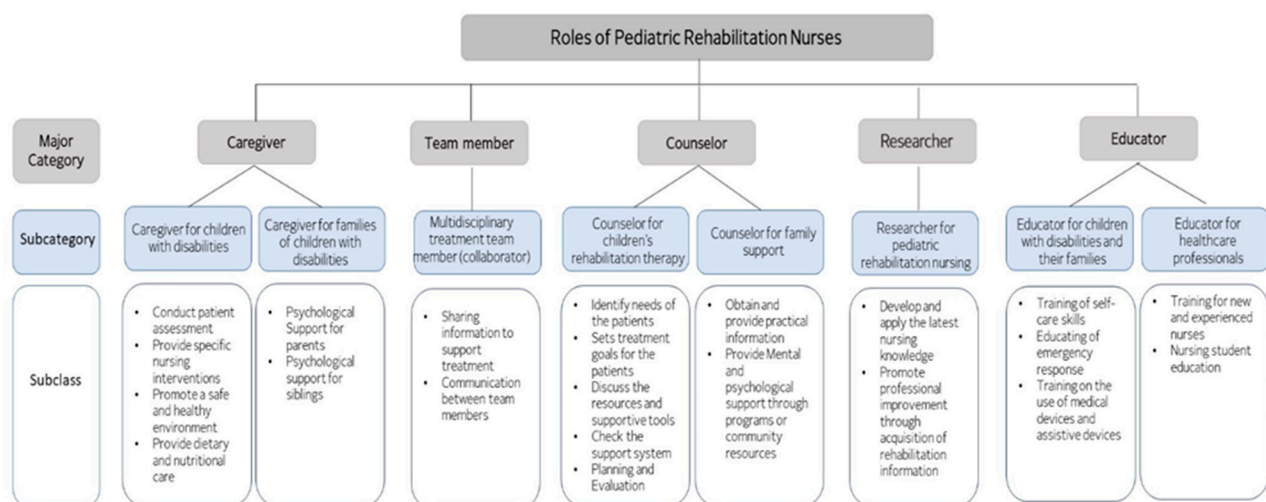 Roles of Pediatric Rehabilitation Nurses
Major
Category
Caregiver
Team member
Counselor
Researcher
Educator
Subcategory
Caregiver for children
with disabilities
Caregiver for families
of children with
disabilities
Multidisciplinary
treatment team
member (collaborator)
Counselor for
children's
rehabilitation therapy
Counselor for family
support
Researcher for
pediatric
rehabilitation nursing
Educator for children
with disabilities and
their families
Educator for
healthcare
professionals
Subclass
• Conduct patient
assessment
• Provide specific
nursing
interventions
• Promote a safe
and healthy
environment
• Provide dietary
and nutritional
care
• Psychological
Support for
parents
• Psychological
support for
siblings
• Sharing
information to
support
treatment
• Communication
between team
members
• Identify needs of
the patients
• Sets treatment
goals for the
patients
• Discuss the
resources and
supportive tools
• Check the
support system
• Planning and
Evaluation
• Obtain and
provide practical
information
• Provide Mental
and
psychological
support through
programs or
community
resources
• Develop and
apply the latest
nursing
knowledge
• Promote
professional
improvement
through
acquisition of
rehabilitation
information
• Training of self-
care skills
• Educating of
emergency
response
• Training on the
use of medical
devices and
assistive devices
• Training for new
and experienced
nurses
• Nursing student
education